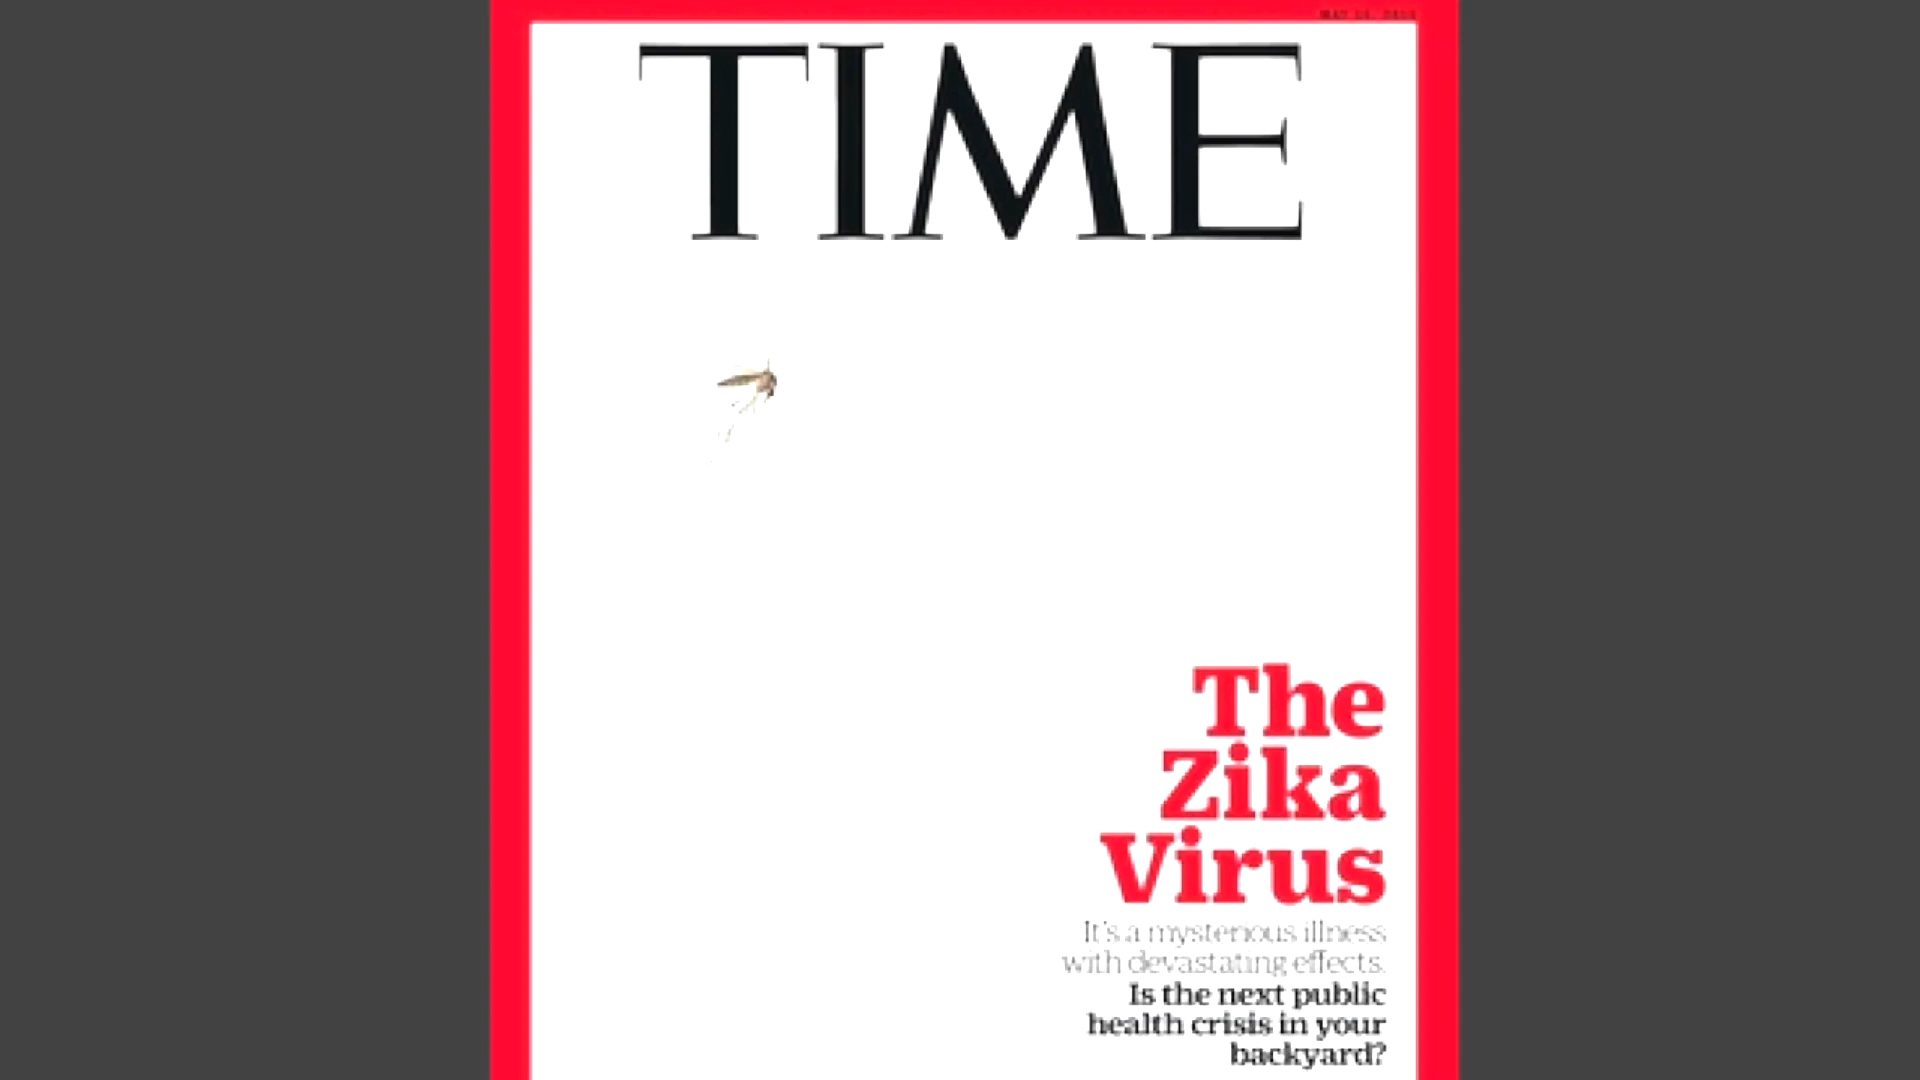 TIME
The
Zika
Virus
It's a mysterious illness
with devastating effects.
Is the next public
health crisis in your
backyard?